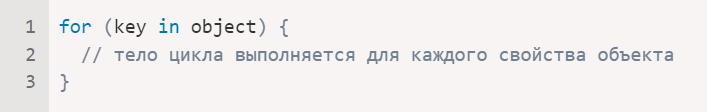 1 for (key in object) {
2   // тело цикла выполняется для каждого свойства объекта
3 }